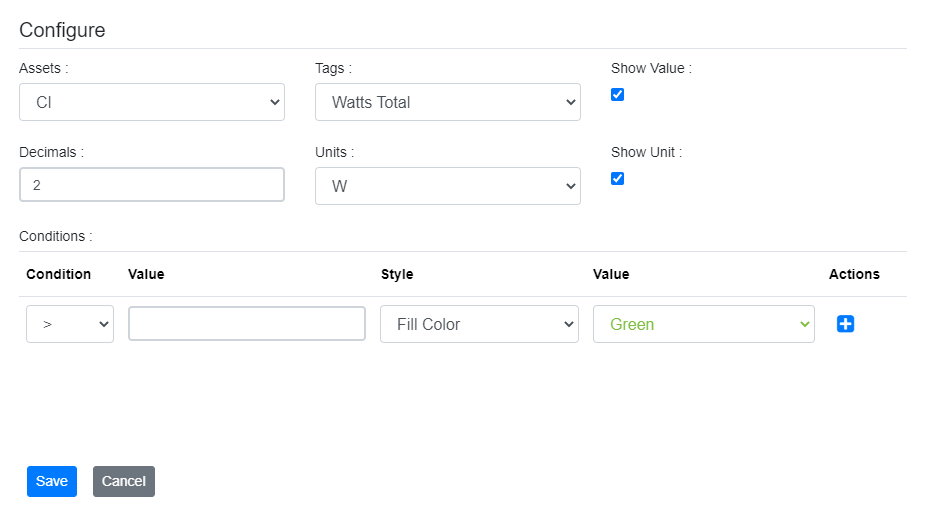 Configure
Assets : Tags : Show Value :
CI Watts Total
Decimals : Units : Show Unit :
2 W
Conditions :
Condition Value Style Value Actions
> Fill Color Green
Save Cancel